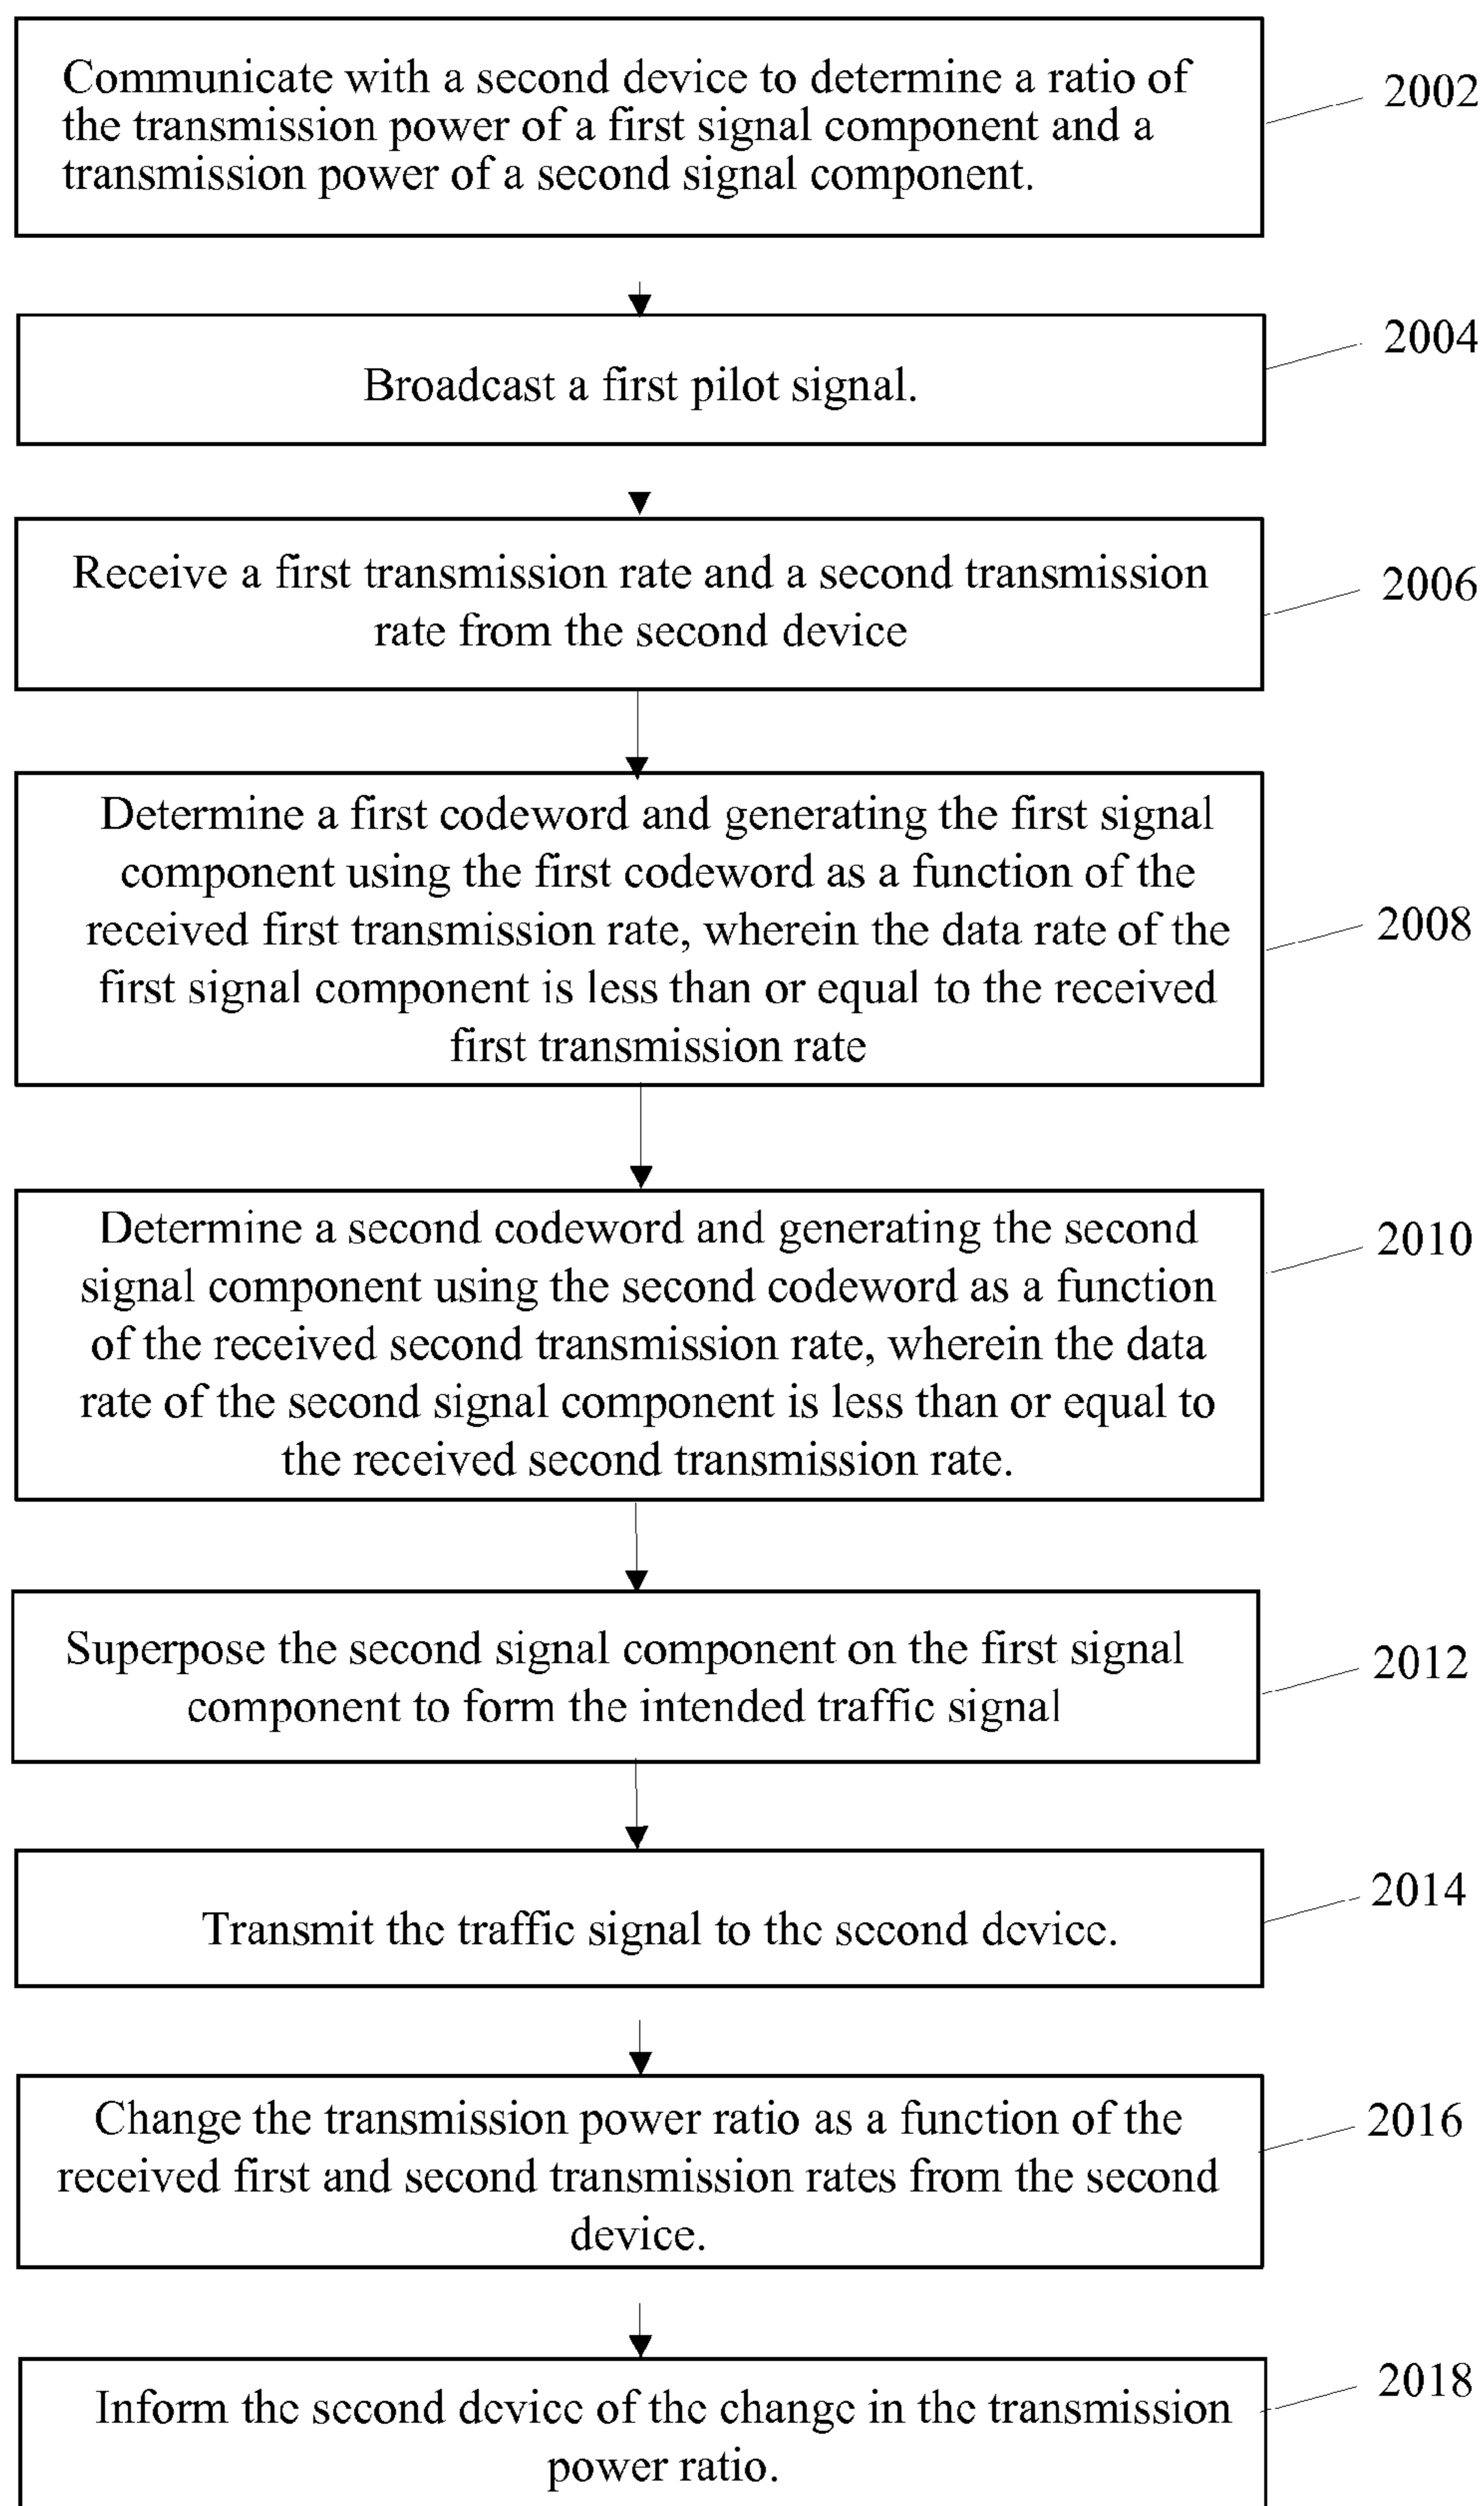 Communicate with a second device to determine a ratio of
the transmission power of a first signal component and a
transmission power of a second signal component.
2002
Broadcast a first pilot signal.
2004
Receive a first transmission rate and a second transmission
rate from the second device
2006
Determine a first codeword and generating the first signal
component using the first codeword as a function of the
received first transmission rate, wherein the data rate of the
first signal component is less than or equal to the received
first transmission rate
2008
Determine a second codeword and generating the second
signal component using the second codeword as a function
of the received second transmission rate, wherein the data
rate of the second signal component is less than or equal to
the received second transmission rate.
2010
Superpose the second signal component on the first signal
component to form the intended traffic signal
2012
Transmit the traffic signal to the second device.
2014
Change the transmission power ratio as a function of the
received first and second transmission rates from the second
device.
2016
Inform the second device of the change in the transmission
power ratio.
2018